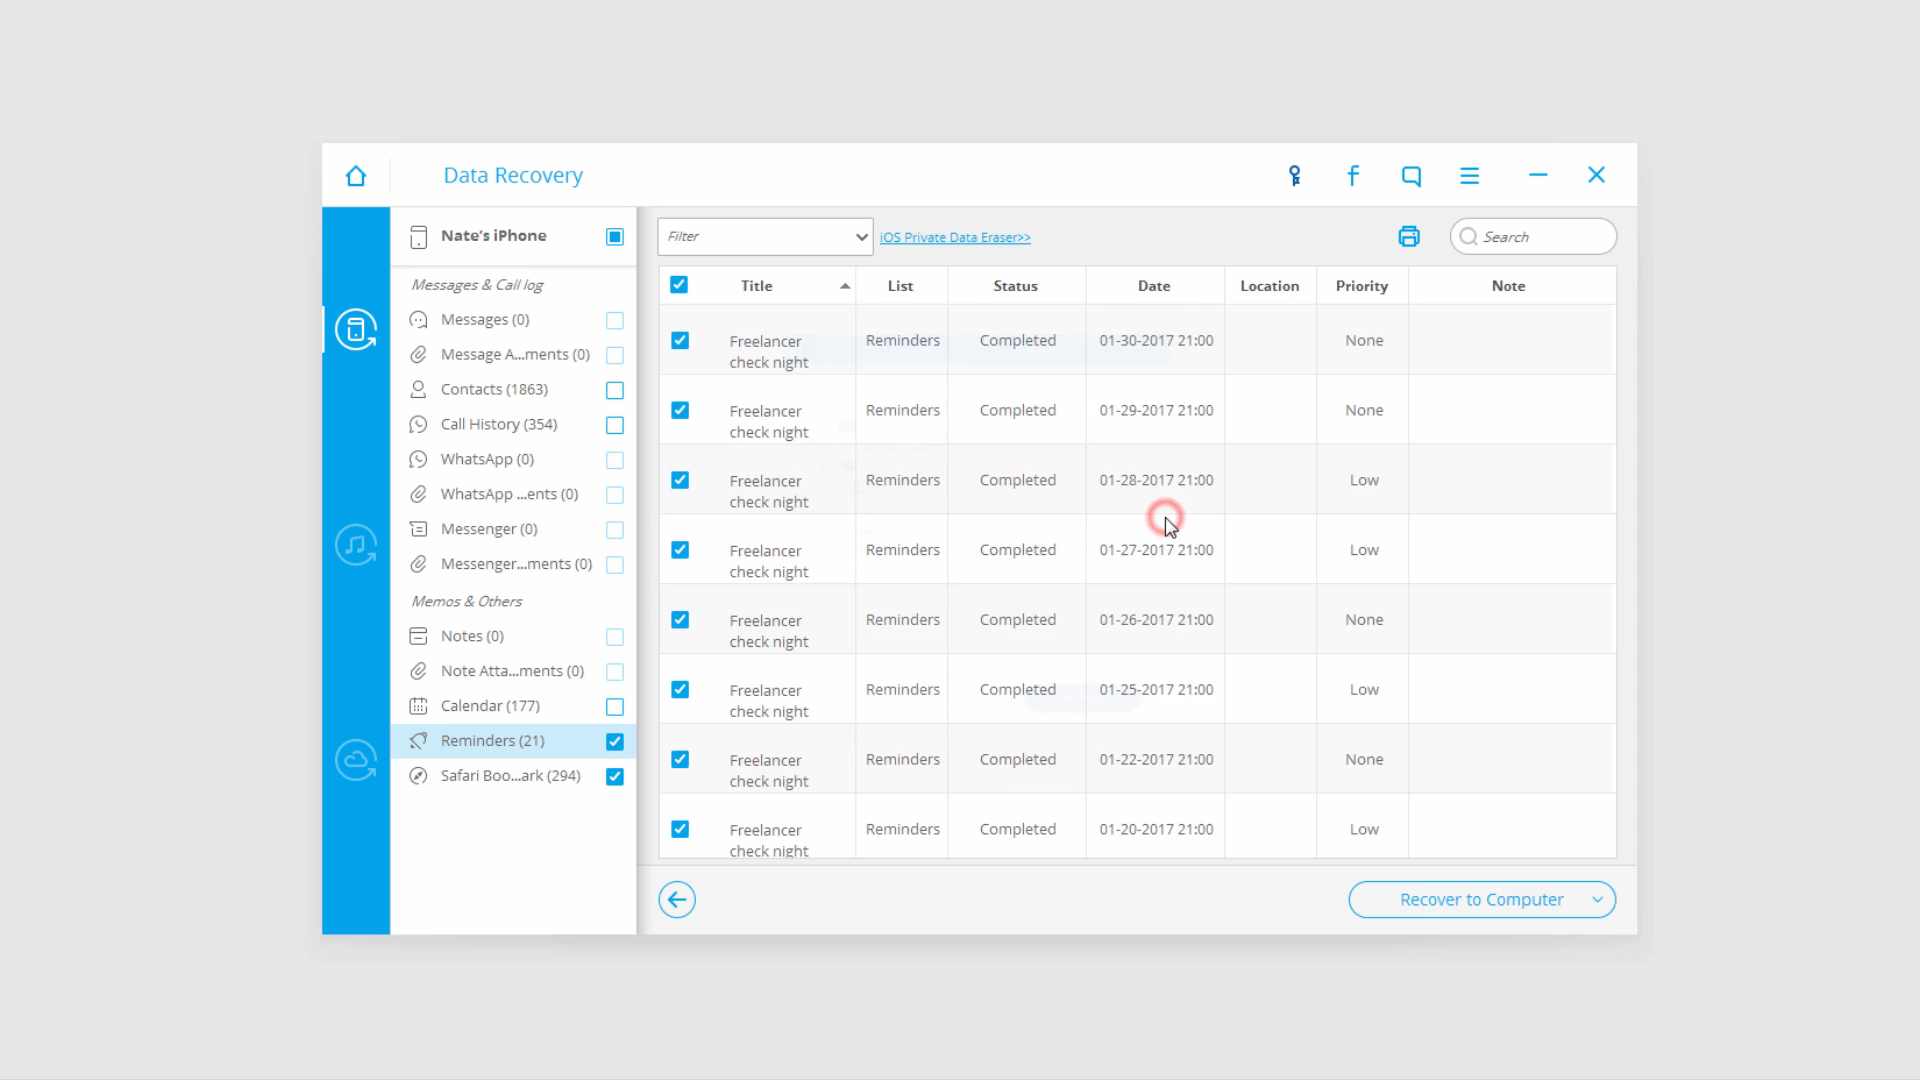 Data Recovery
f
Nate's iPhone
Messages & Call log
Messages (0)
Message A...ments (0)
Contacts (1863)
Call History (354)
WhatsApp (0)
WhatsApp ...ents (0)
Messenger (0)
Messenger...ments (0)
Memos & Others
Notes (0)
Note Atta...ments (0)
Calendar (177)
Reminders (21)
Safari Boo...ark (294)
Filter iOS Private Data Eraser>> Search
Title List Status Date Location Priority Note
Freelancer Reminders Completed 01-30-2017 21:00 None
check night
Freelancer Reminders Completed 01-29-2017 21:00 None
check night
Freelancer Reminders Completed 01-28-2017 21:00 Low
check night
Freelancer Reminders Completed 01-27-2017 21:00 Low
check night
Freelancer Reminders Completed 01-26-2017 21:00 None
check night
Freelancer Reminders Completed 01-25-2017 21:00 Low
check night
Freelancer Reminders Completed 01-22-2017 21:00 None
check night
Freelancer Reminders Completed 01-20-2017 21:00 Low
check night
Recover to Computer